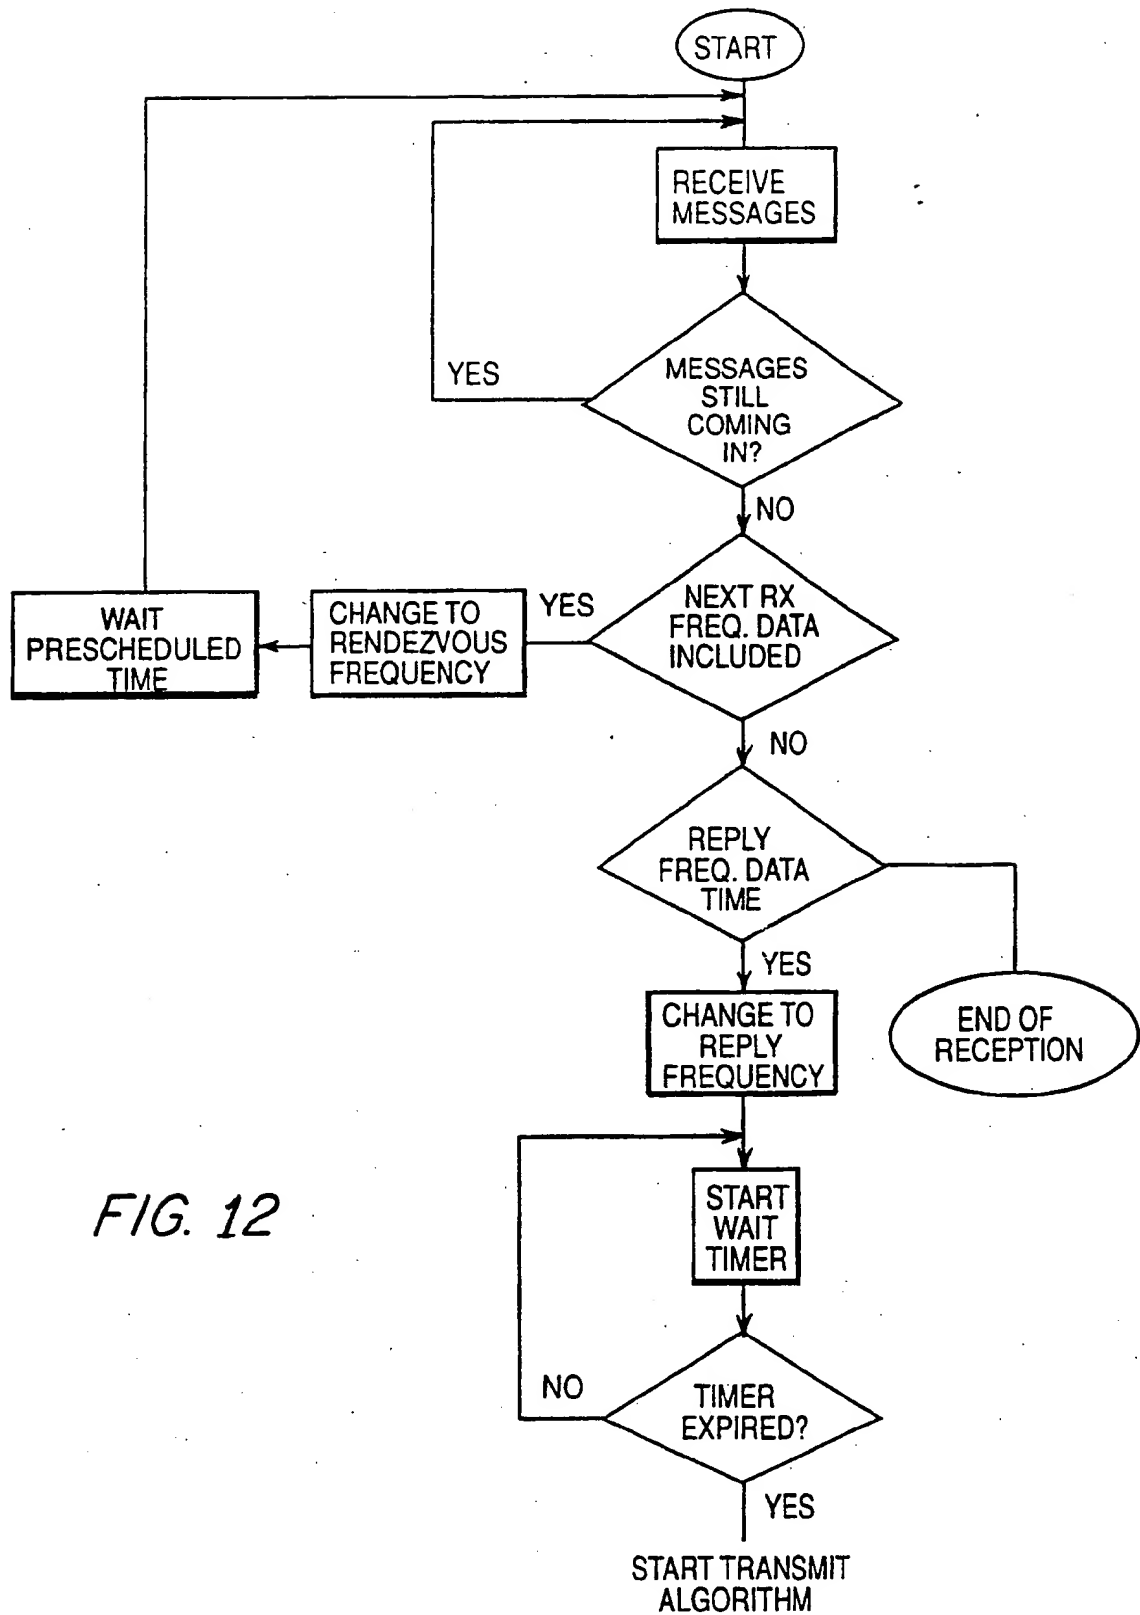 START
RECEIVE
MESSAGES
MESSAGES
STILL
COMING
IN?
YES
NO
NEXT RX
FREQ. DATA
INCLUDED
YES
CHANGE TO
RENDEZVOUS
FREQUENCY
WAIT
PRESCHEDULED
TIME
NO
REPLY
FREQ. DATA
TIME
YES
END OF
RECEPTION
CHANGE TO
REPLY
FREQUENCY
START
WAIT
TIMER
FIG. 12
TIMER
EXPIRED?
NO
YES
START TRANSMIT
ALGORITHM